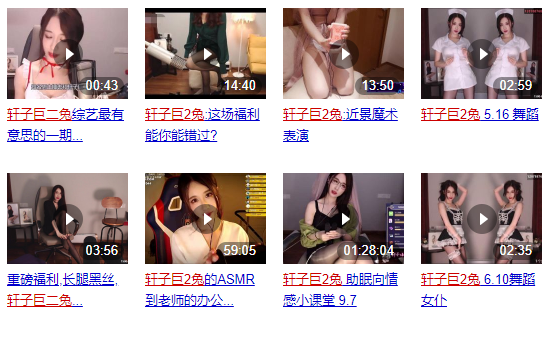 00:43
14:40
13:50
02:59
轩子巨二兔综艺最有
意思的一期...
轩子巨2兔:这场福利
能你能错过?
轩子巨2兔:近景魔术
表演
轩子巨2兔 5.16 舞蹈
03:56
59:05
01:28:04
02:35
重磅福利,长腿黑丝,
轩子巨二兔...
轩子巨2兔的ASMR
到老师的办公...
轩子巨2兔 助眠向情
感小课堂 9.7
轩子巨2兔 6.10舞蹈
女仆